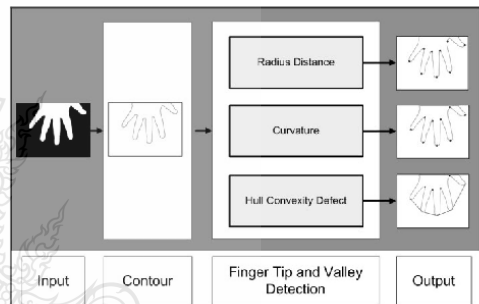 Radius Distance
Curvature
Hull Convexity Defect
Input
Contour
Finger Tip and Valley
Detection
Output